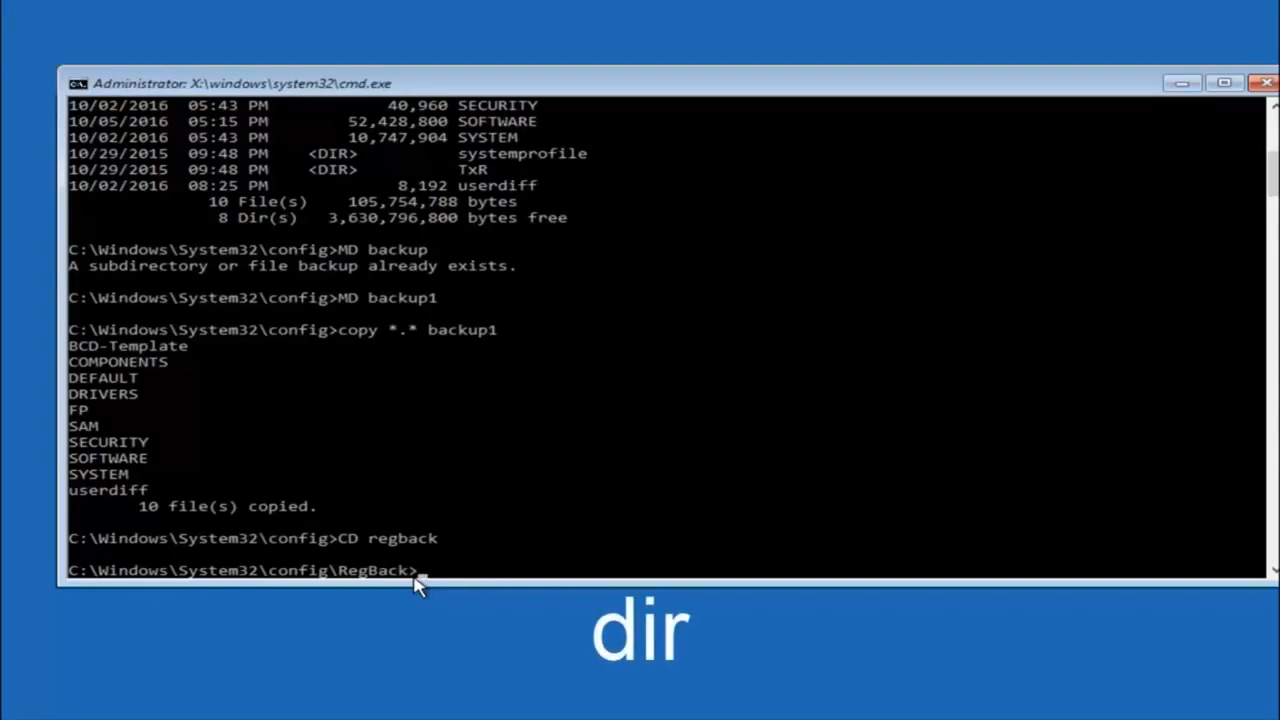 Administrator: X:\windows\system32\cmd.exe
10/02/2016 05:43 PM 40,960 SECURITY
10/05/2016 05:15 PM 52,428,800 SOFTWARE
10/02/2016 05:43 PM 10,747,904 SYSTEM
10/29/2015 09:48 PM <DIR> systemprofile
10/29/2015 09:48 PM <DIR> TxR
10/02/2016 08:25 PM 8,192 userdiff
10 File(s) 105,754,788 bytes
8 Dir(s) 3,630,796,800 bytes free
C:\Windows\System32\config>MD backup
A subdirectory or file backup already exists.
C:\Windows\System32\config>MD backup1
C:\Windows\System32\config>copy *.* backup1
BCD-Template
COMPONENTS
DEFAULT
DRIVERS
FP
SAM
SECURITY
SOFTWARE
SYSTEM
userdiff
10 file(s) copied.
C:\Windows\System32\config>CD regback
C:\Windows\System32\config\RegBack>_
dir